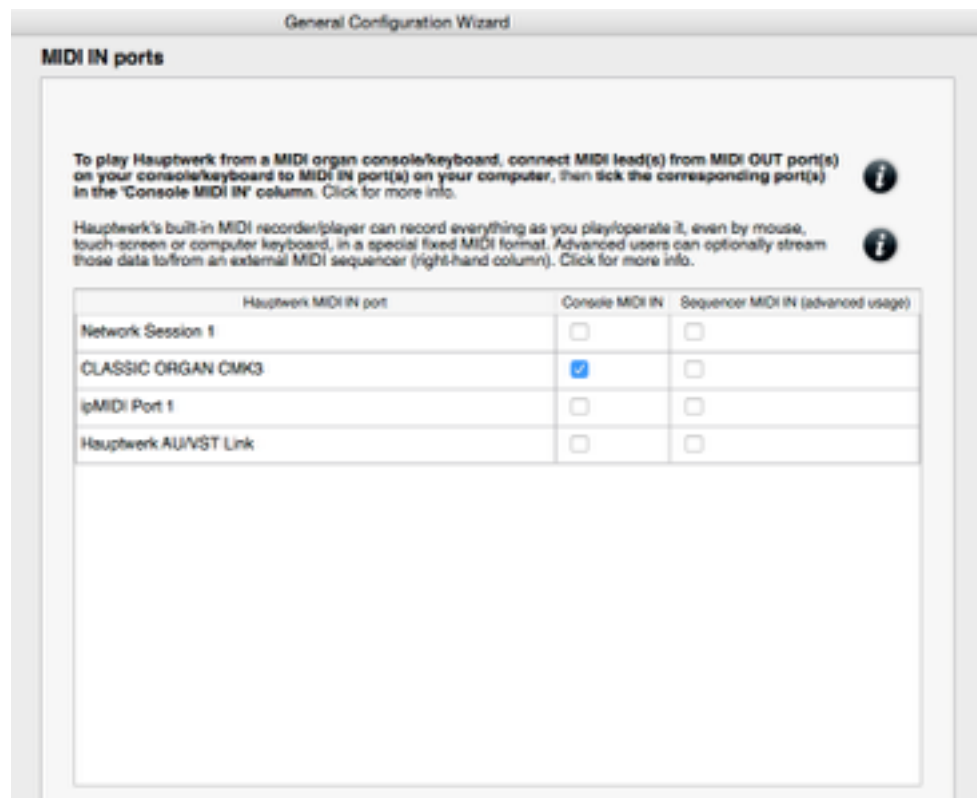 General Configuration Wizard
MIDI IN ports
To play Hauptwerk from a MIDI organ console/keyboard, connect MIDI lead(s) from MIDI OUT port(s)
on your console/keyboard to MIDI IN port(s) on your computer, then tick the corresponding port(s)
in the 'Console MIDI IN' column. Click for more info.
Hauptwerk's built-in MIDI recorder/player can record everything as you play/operate it, even by mouse,
touch-screen or computer keyboard, in a special fixed MIDI format. Advanced users can optionally stream
those data to/from an external MIDI sequencer (right-hand column). Click for more info.
Hauptwerk MIDI IN port Console MIDI IN Sequencer MIDI IN (advanced usage)
Network Session 1
CLASSIC ORGAN CMK3
ipMIDI Port 1
Hauptwerk AU/VST Link